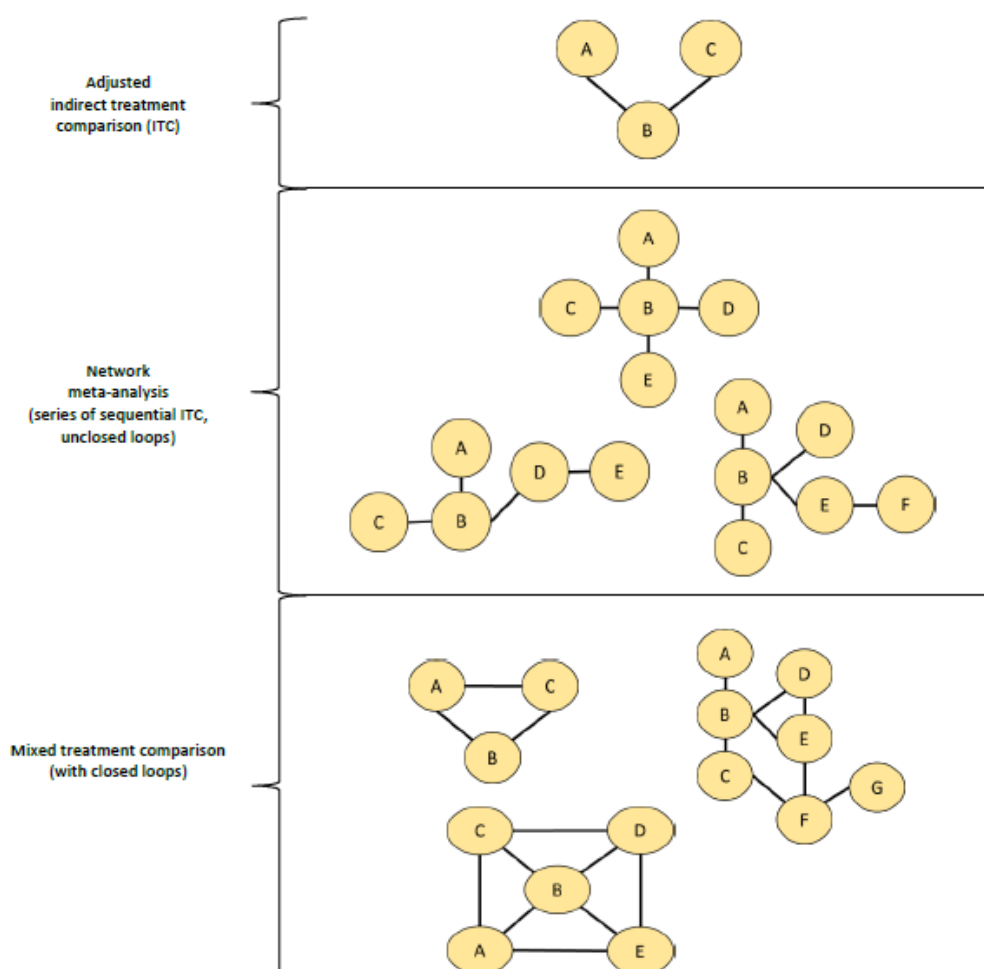 Adjusted
indirect treatment
comparison (ITC)
A
C
B
Network
meta-analysis
(series of sequential ITC,
unclosed loops)
A
C
B
D
E
A
D
E
C
B
A
D
B
E
F
C
Mixed treatment comparison
(with closed loops)
A
C
B
A
D
B
E
C
G
F
C
D
B
A
E